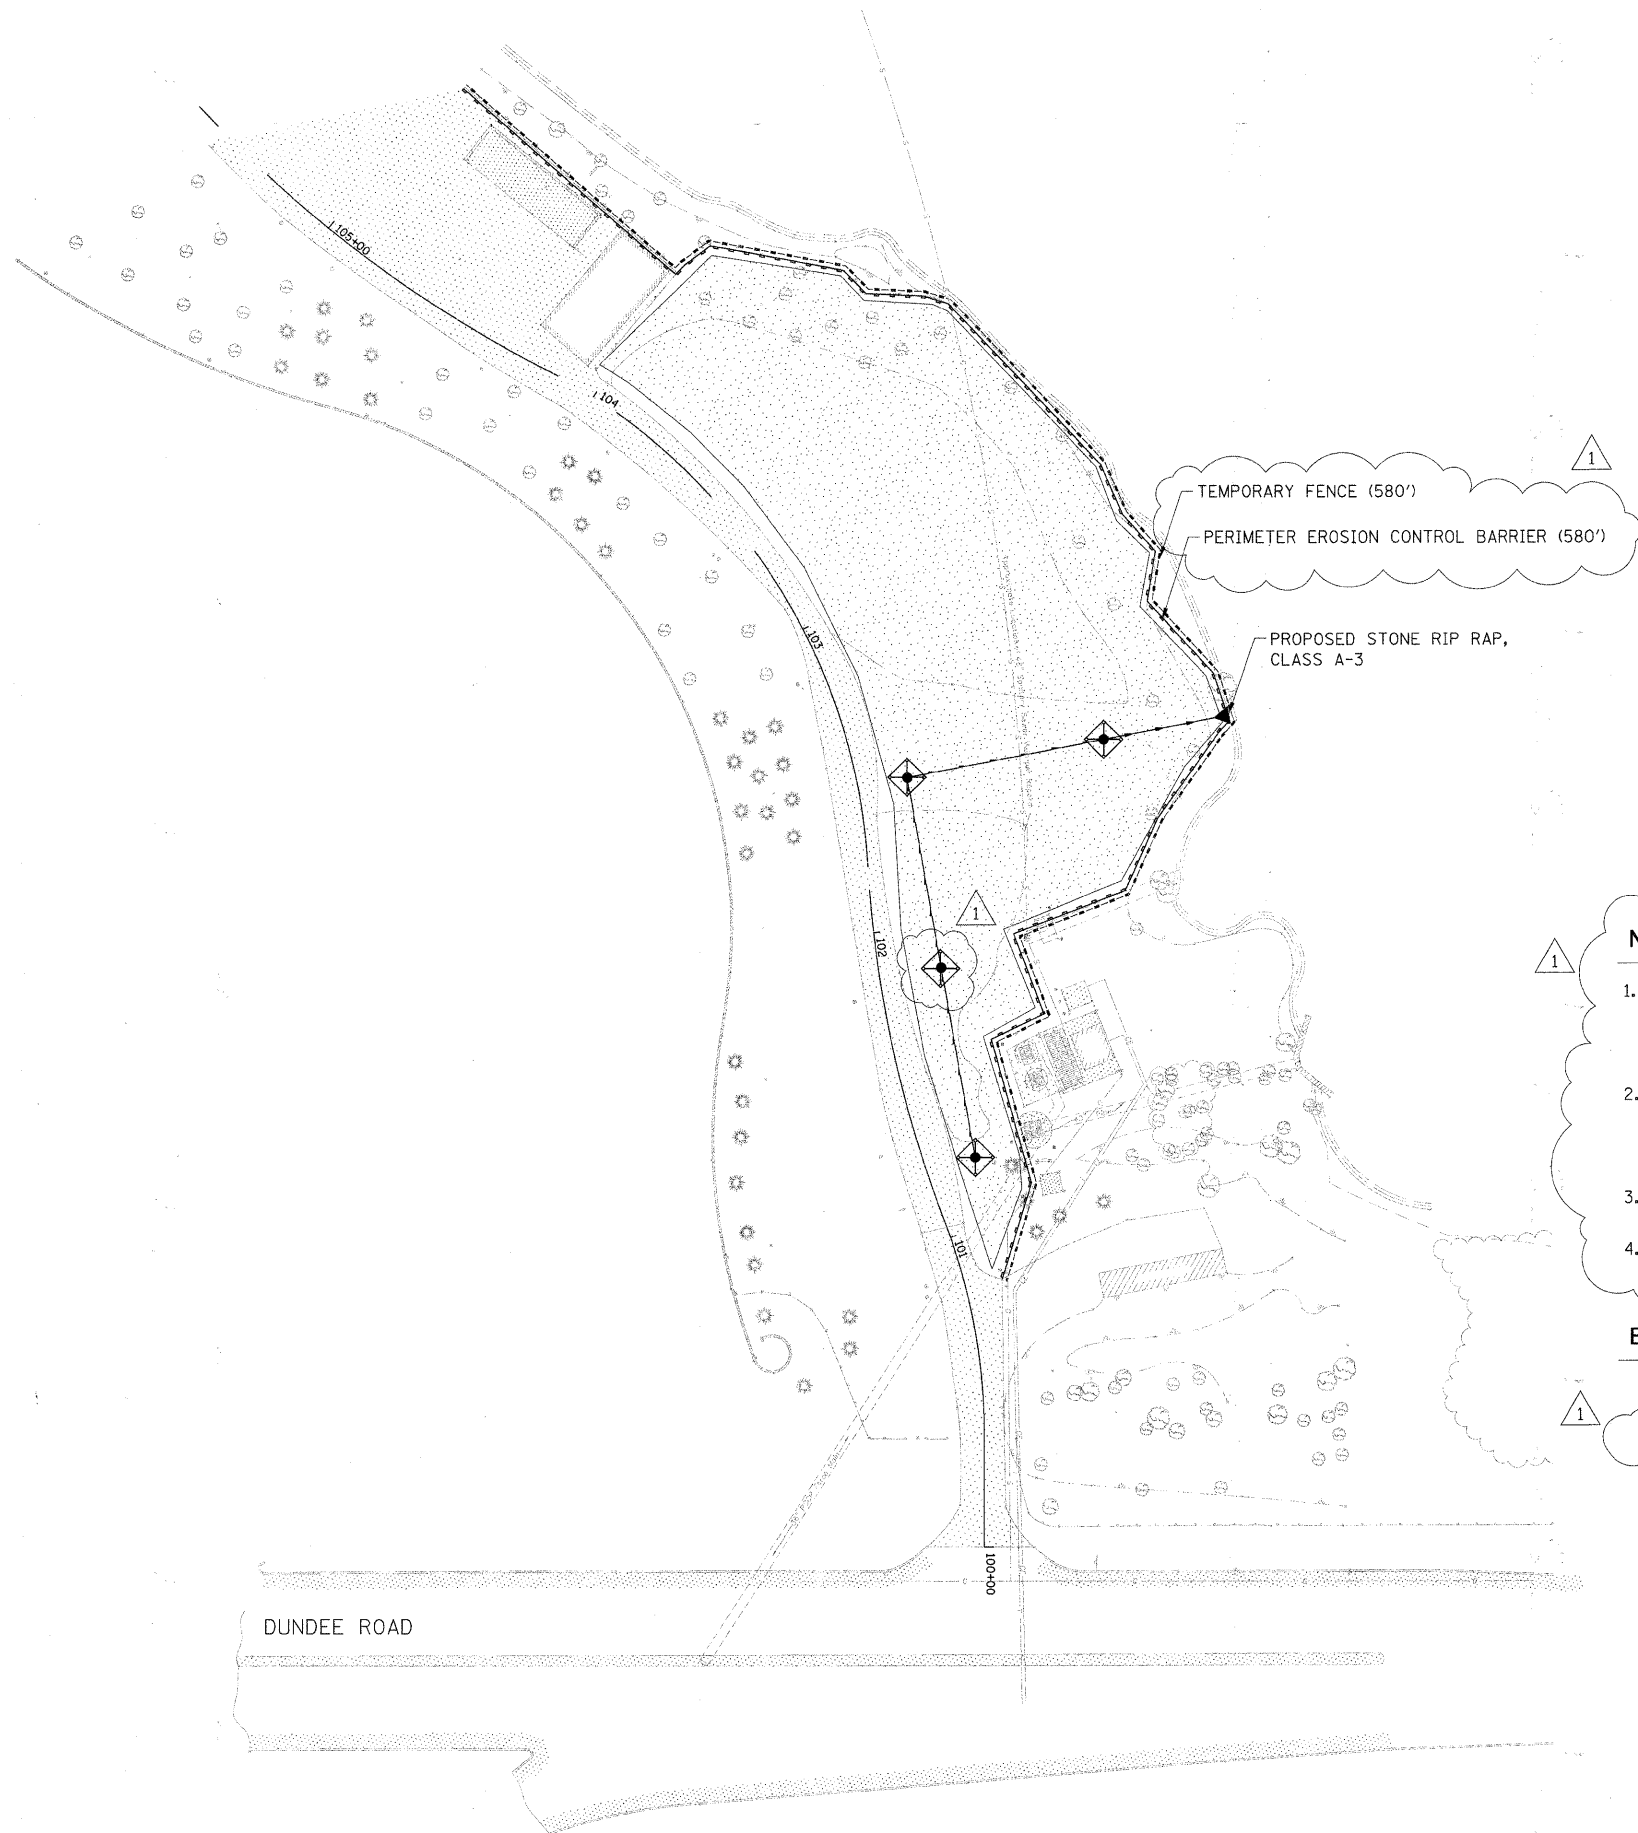 105+00
104
1
TEMPORARY FENCE (580')
PERIMETER EROSION CONTROL BARRIER (580')
103
PROPOSED STONE RIP RAP,
CLASS A-3
1
102
1
1.
2.
3.
4.
101
1
100+00
DUNDEE ROAD